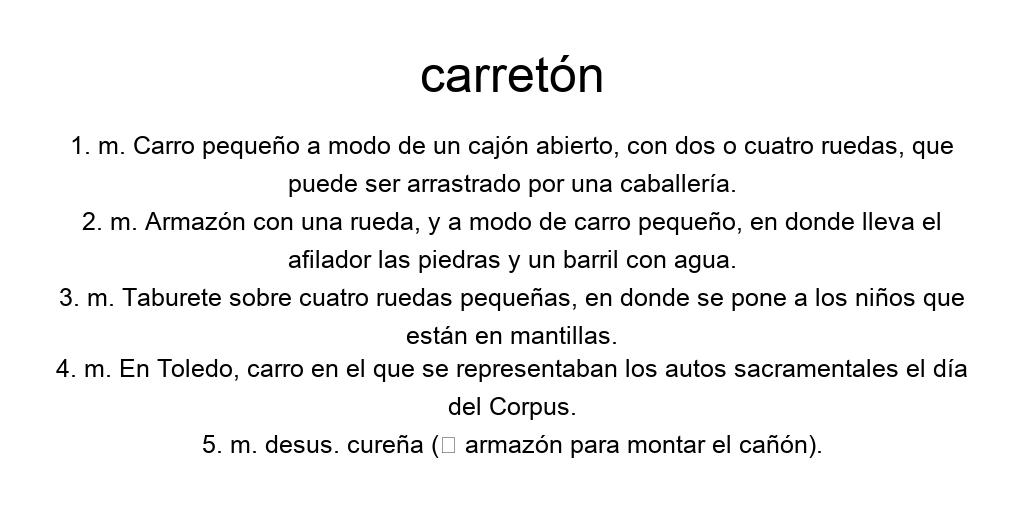 carretón
1. m. Carro pequeño a modo de un cajón abierto, con dos o cuatro ruedas, que
puede ser arrastrado por una caballería.
2. m. Armazón con una rueda, y a modo de carro pequeño, en donde lleva el
afilador las piedras y un barril con agua.
3. m. Taburete sobre cuatro ruedas pequeñas, en donde se pone a los niños que
están en mantillas.
4. m. En Toledo, carro en el que se representaban los autos sacramentales el día
del Corpus.
5. m. desus. cureña (▯ armazón para montar el cañón).